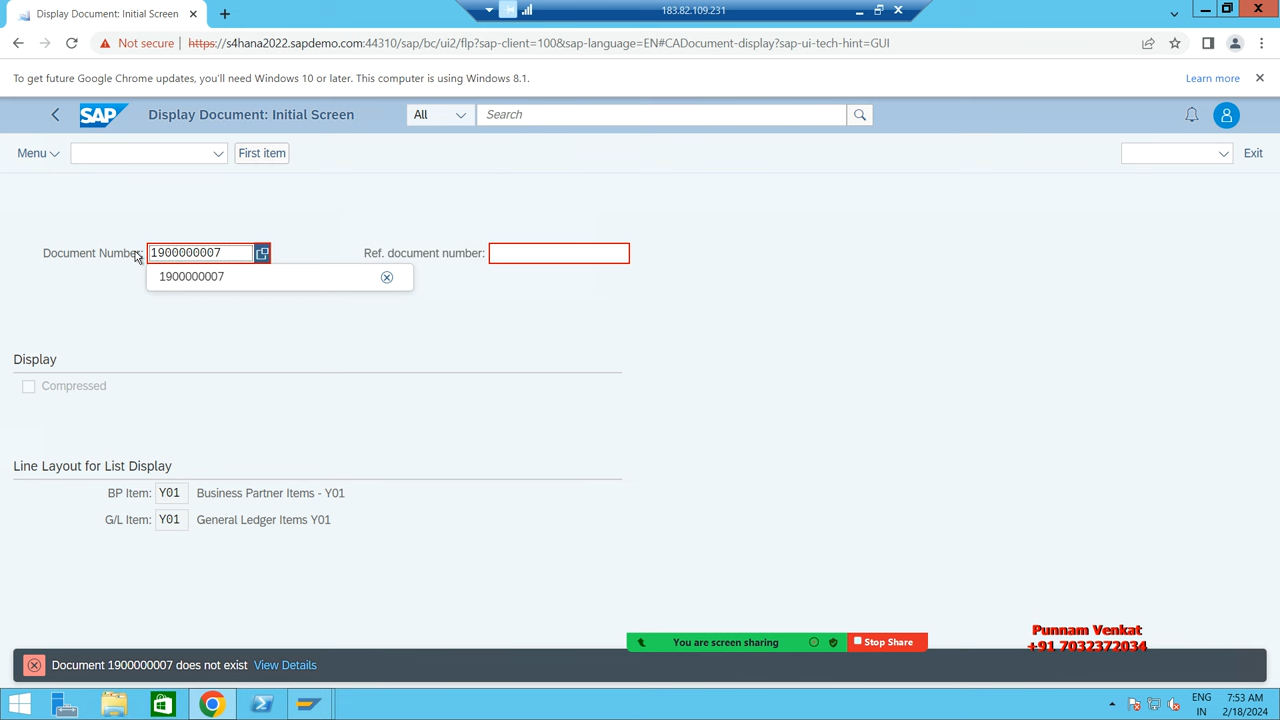 Display Document: Initial Screen
183.82.109.231
Not secure
https://s4hana2022.sapdemo.com:44310/sap/bc/ui2/flp?sap-client=100&sap-language=EN#CADocument-display?sap-ui-tech-hint=GUI
To get future Google Chrome updates, you'll need Windows 10 or later. This computer is using Windows 8.1.
Learn more
SAP
Display Document: Initial Screen
All
Search
Menu
First item
Exit
Document Number:
1900000007
Ref. document number:
1900000007
Display
Compressed
Line Layout for List Display
BP Item: Y01 Business Partner Items - Y01
G/L Item: Y01 General Ledger Items Y01
You are screen sharing
Stop Share
Punnam Venkat
+91 7032372034
Document 1900000007 does not exist View Details
ENG
IN
7:53 AM
2/18/2024